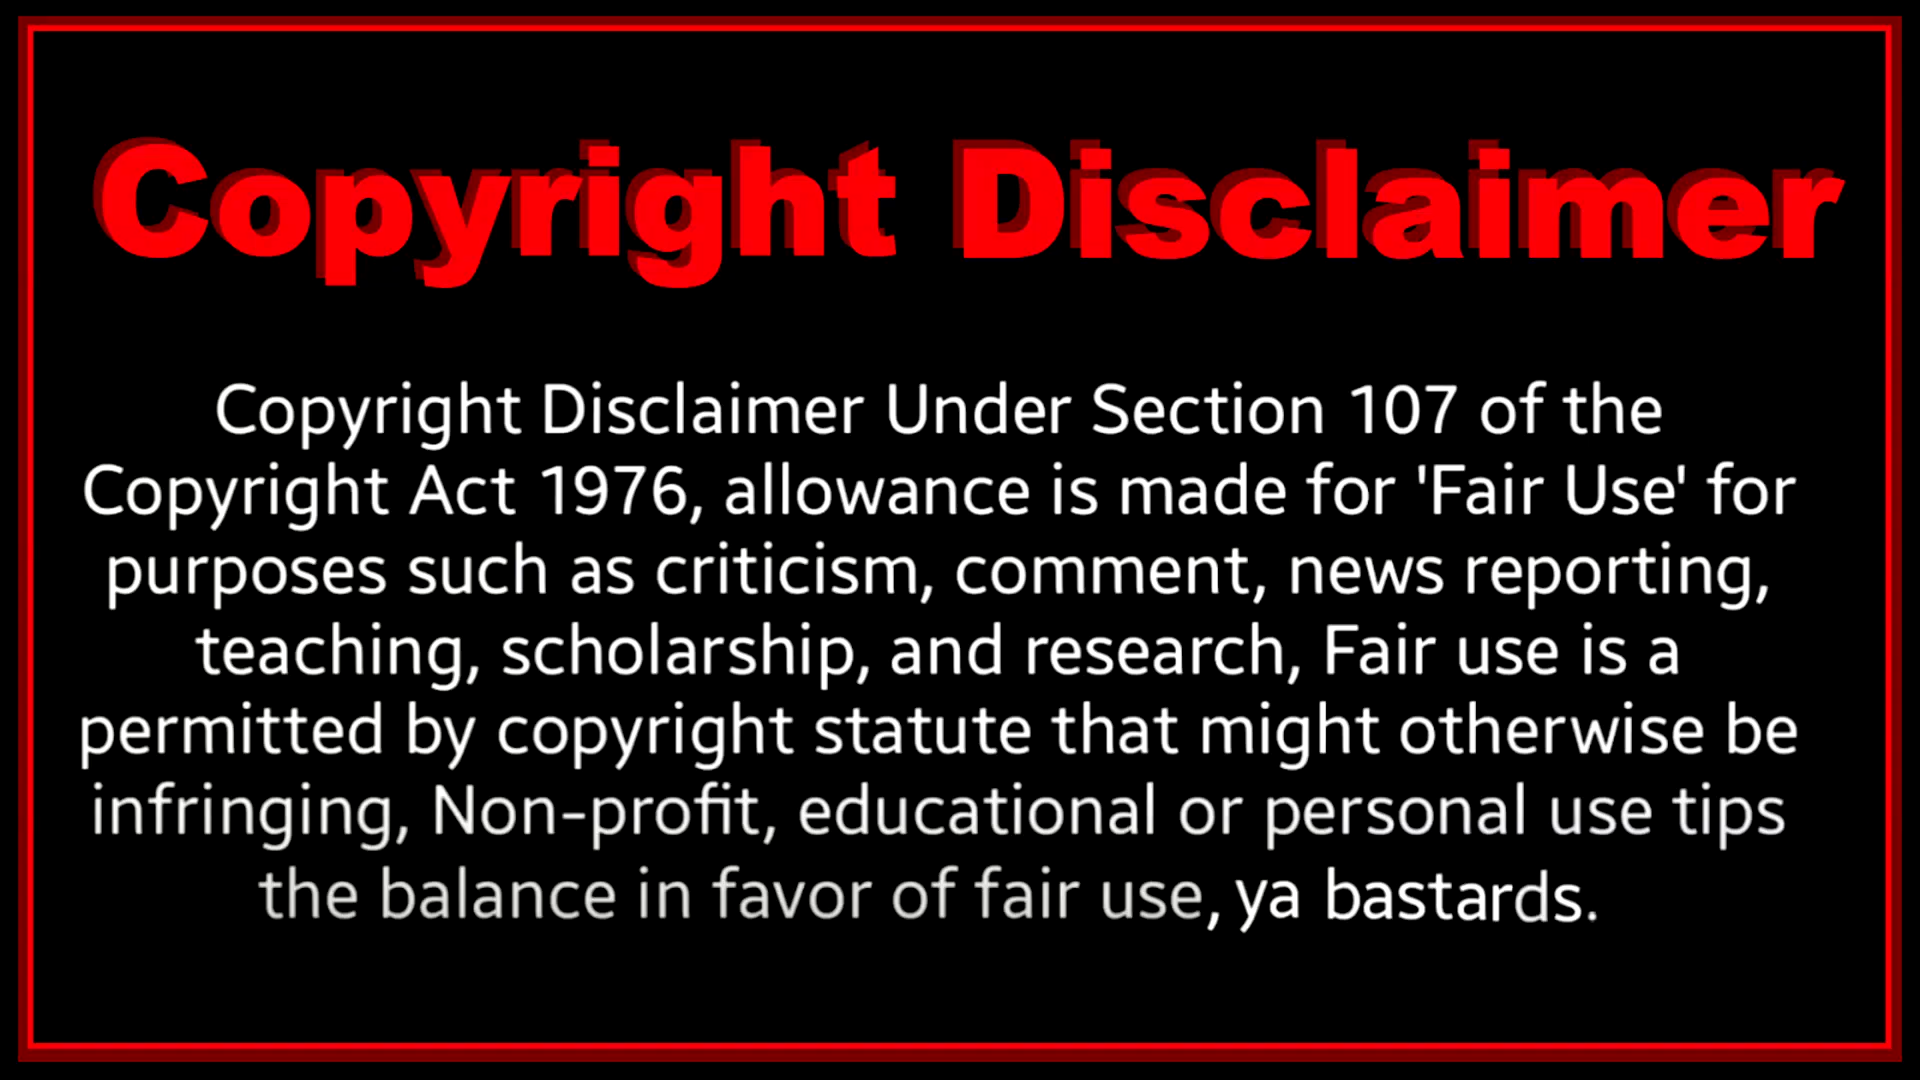 Copyright Disclaimer
Copyright Disclaimer Under Section 107 of the
Copyright Act 1976, allowance is made for 'Fair Use' for
purposes such as criticism, comment, news reporting,
teaching, scholarship, and research, Fair use is a
permitted by copyright statute that might otherwise be
infringing, Non-profit, educational or personal use tips
the balance in favor of fair use, ya bastards.